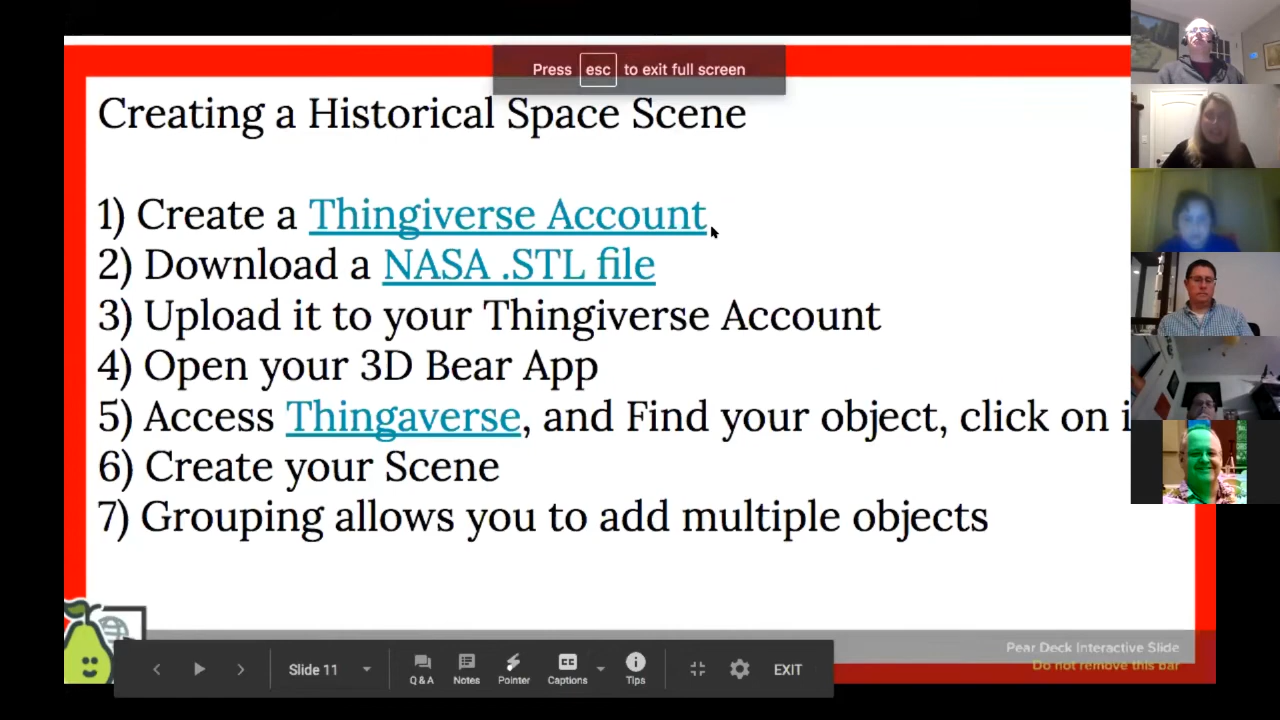 Press esc to exit full screen
Creating a Historical Space Scene
1) Create a Thingiverse Account
2) Download a NASA .STL file
3) Upload it to your Thingiverse Account
4) Open your 3D Bear App
5) Access Thingaverse, and Find your object, click on
6) Create your Scene
7) Grouping allows you to add multiple objects
Pear Deck Interactive Slide
Do not remove this bar
Slide 11
Q & A
Notes
Pointer
CC
Captions
Tips
EXIT